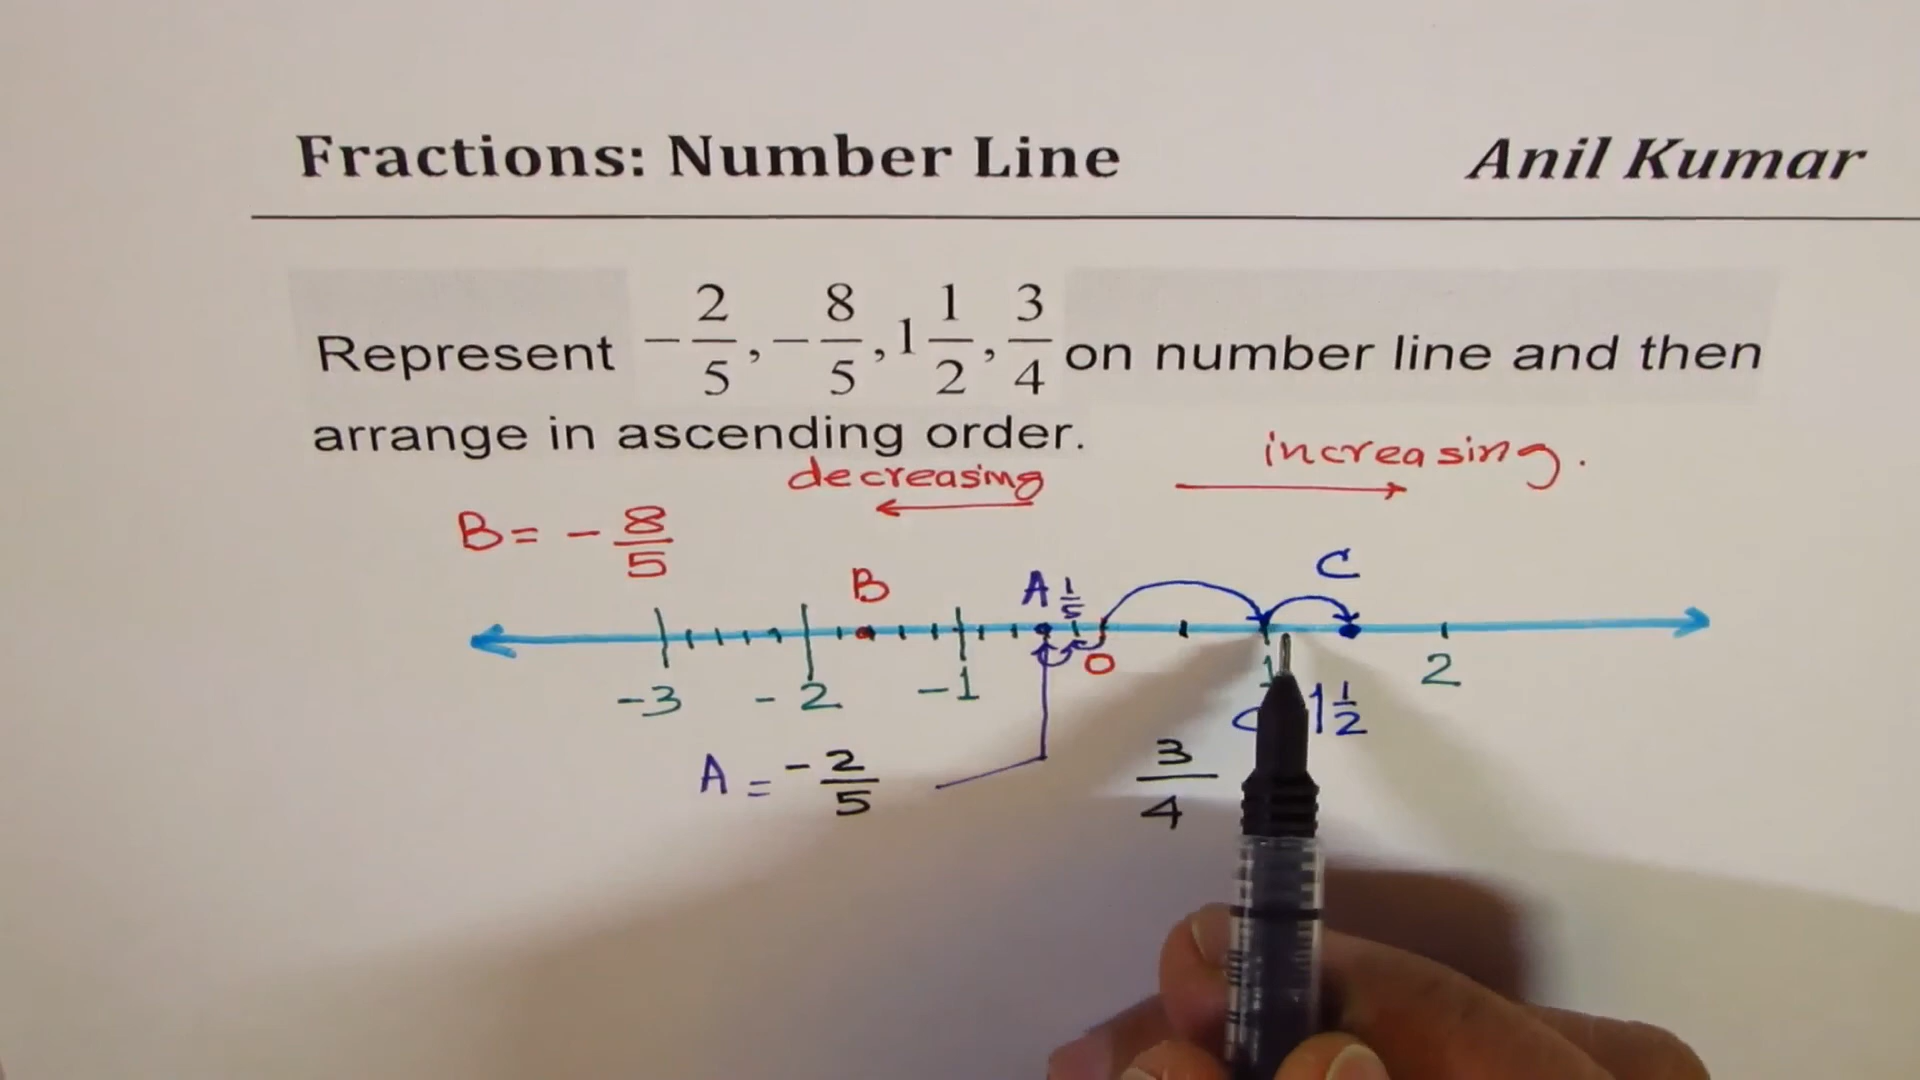 Fractions: Number Line Anil Kumar
Represent -2/5, -8/5, 1 1/2, 3/4 on number line and then
arrange in ascending order.
decreasing increasing.
B = - 8/5
B A 1/5 C
-3 -2 -1 0 1 2
C 1 1/2
A = -2/5 3/4